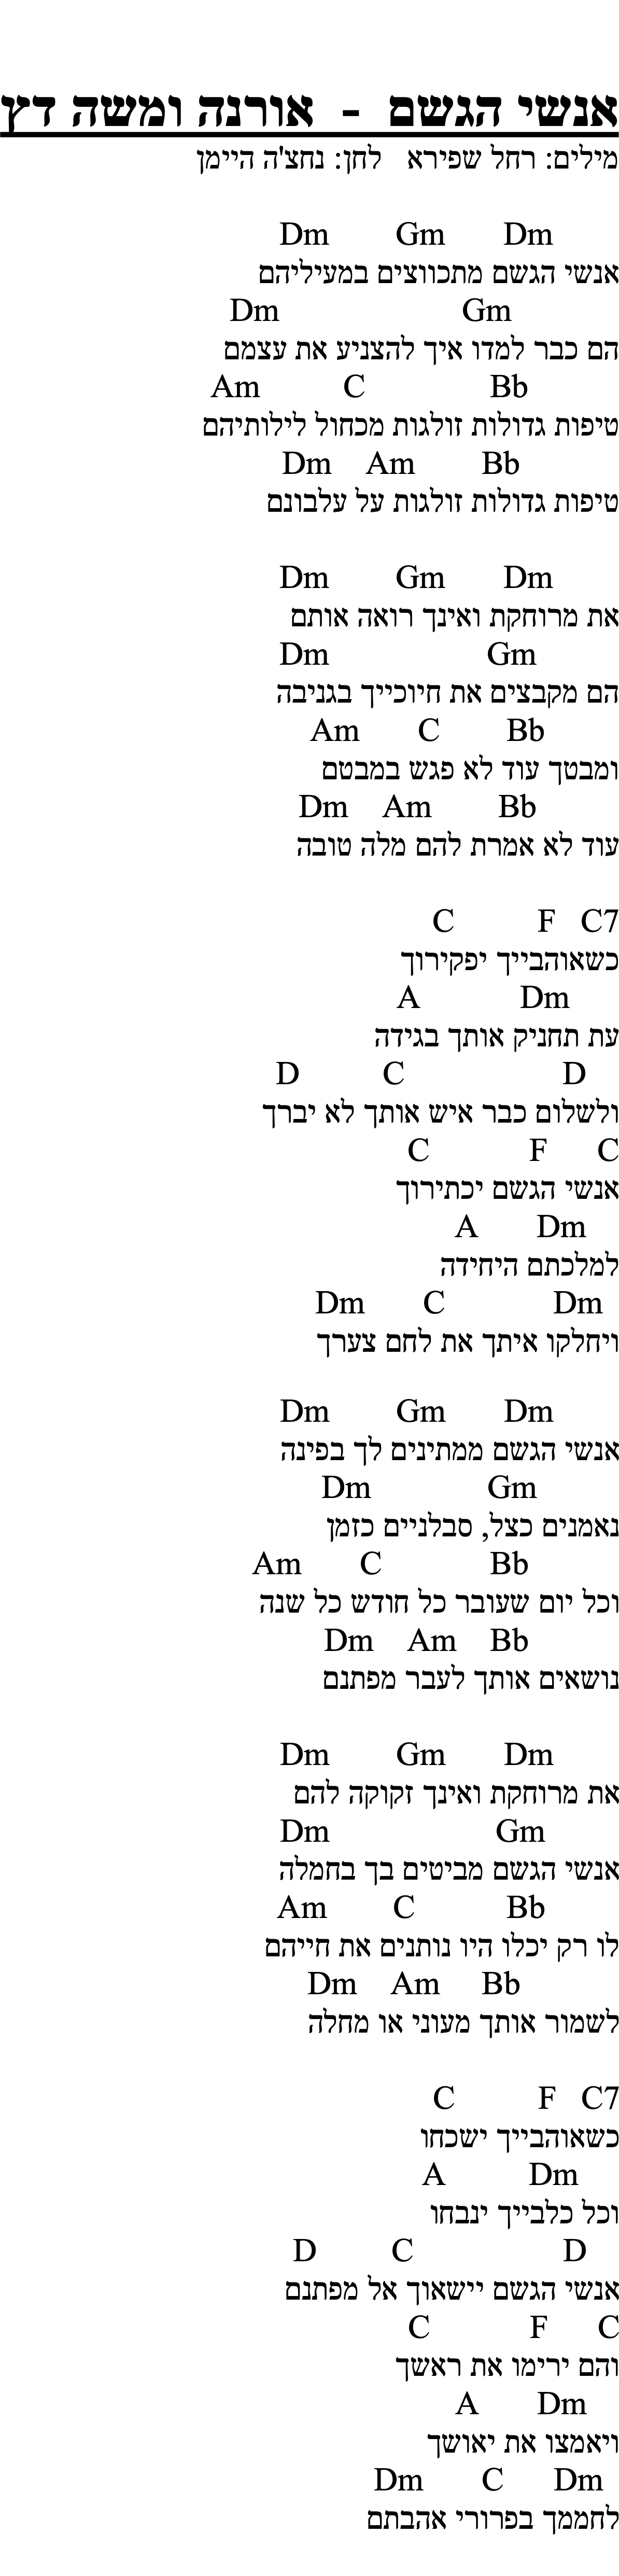 אנשי הגשם - אורנה ומשה דץ
מילים: רחל שפירא לחן: נחצ'ה היימן
Dm Gm Dm
אנשי הגשם מתכווצים במעיליהם
Dm Gm
הם כבר למדו איך להצניע את עצמם
Am C Bb
טיפות גדולות זולגות מכחול לילותיהם
Dm Am Bb
טיפות גדולות זולגות על עלבונם
Dm Gm Dm
את מרוחקת ואינך רואה אותם
Dm Gm
הם מקבצים את חיוכייך בגניבה
Am C Bb
ומבטך עוד לא פגש במבטם
Dm Am Bb
עוד לא אמרת להם מלה טובה
C F C7
כשאוהבייך יפקירוך
A Dm
עת תחניק אותך בגידה
D C D
ולשלום כבר איש אותך לא יברך
C F C
אנשי הגשם יכתירוך
A Dm
למלכתם היחידה
Dm C Dm
ויחלקו איתך את לחם צערך
Dm Gm Dm
אנשי הגשם ממתינים לך בפינה
Dm Gm
נאמנים כצל, סבלניים כזמן
Am C Bb
וכל יום שעובר כל חודש כל שנה
Dm Am Bb
נושאים אותך לעבר מפתנם
Dm Gm Dm
את מרוחקת ואינך זקוקה להם
Dm Gm
אנשי הגשם מביטים בך בחמלה
Am C Bb
לו רק יכלו היו נותנים את חייהם
Dm Am Bb
לשמור אותך מעוני או מחלה
C F C7
כשאוהבייך ישכחו
A Dm
וכל כלבייך ינבחו
D C D
אנשי הגשם יישאוך אל מפתנם
C F C
והם ירימו את ראשך
A Dm
ויאמצו את יאושך
Dm C Dm
לחממך בפרורי אהבתם